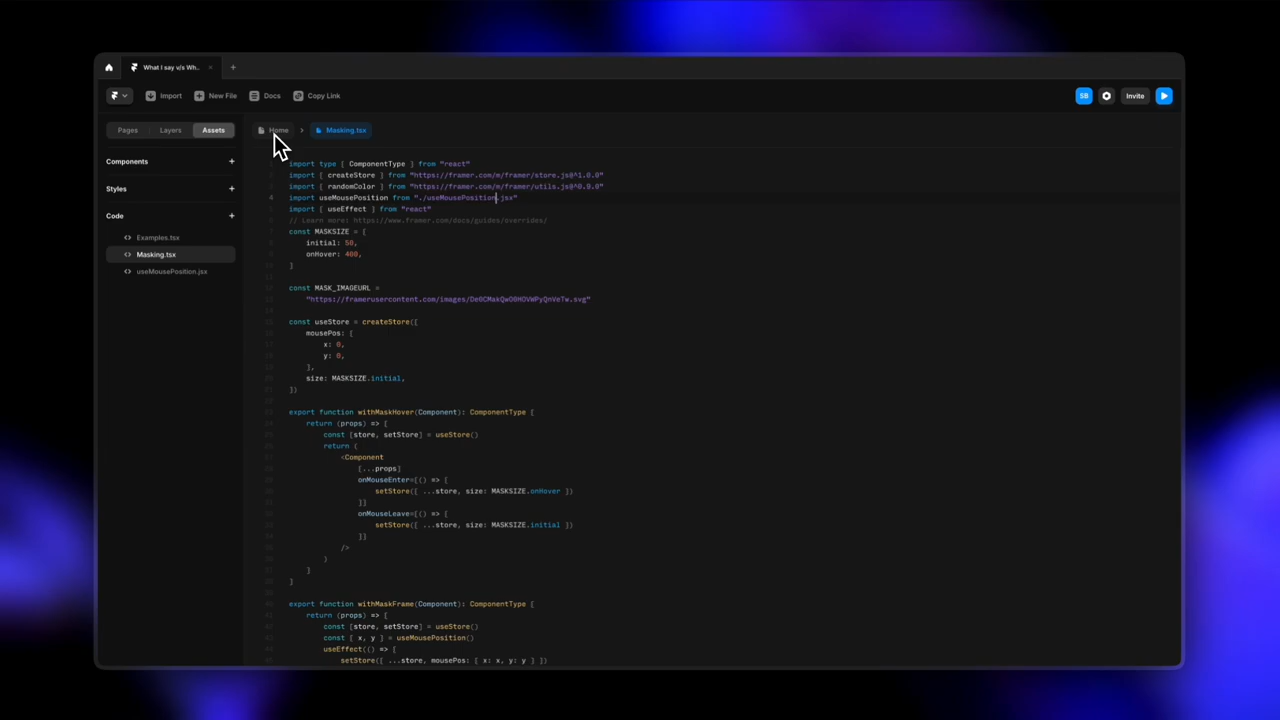 What I say v/s Wh...
Import
New File
Docs
Copy Link
SB
Invite
Pages
Layers
Assets
Home
Masking.tsx
Components
Styles
Code
Examples.tsx
Masking.tsx
useMousePosition.jsx
import type { ComponentType } from "react"
import { createStore } from "https://framer.com/m/framer/store.js@^1.0.0"
import { randomColor } from "https://framer.com/m/framer/utils.js@^0.9.0"
4 import useMousePosition from "./useMousePosition.jsx"
import { useEffect } from "react"
// Learn more: https://www.framer.com/docs/guides/overrides/
const MASKSIZE = {
initial: 50,
onHover: 400,
}
const MASK_IMAGEURL =
"https://framerusercontent.com/images/De0CMakQw08HOVWPyQnVeTw.svg"
const useStore = createStore({
mousePos: {
x: 0,
y: 0,
},
size: MASKSIZE.initial,
})
export function withMaskHover(Component): ComponentType {
return (props) => {
const [store, setStore] = useStore()
return (
<Component
{...props}
onMouseEnter={() => {
setStore({ ...store, size: MASKSIZE.onHover })
}}
onMouseLeave={() => {
setStore({ ...store, size: MASKSIZE.initial })
}}
/>
)
}
}
export function withMaskFrame(Component): ComponentType {
return (props) => {
const [store, setStore] = useStore()
const { x, y } = useMousePosition()
useEffect(() => {
setStore({ ...store, mousePos: { x: x, y: y } })